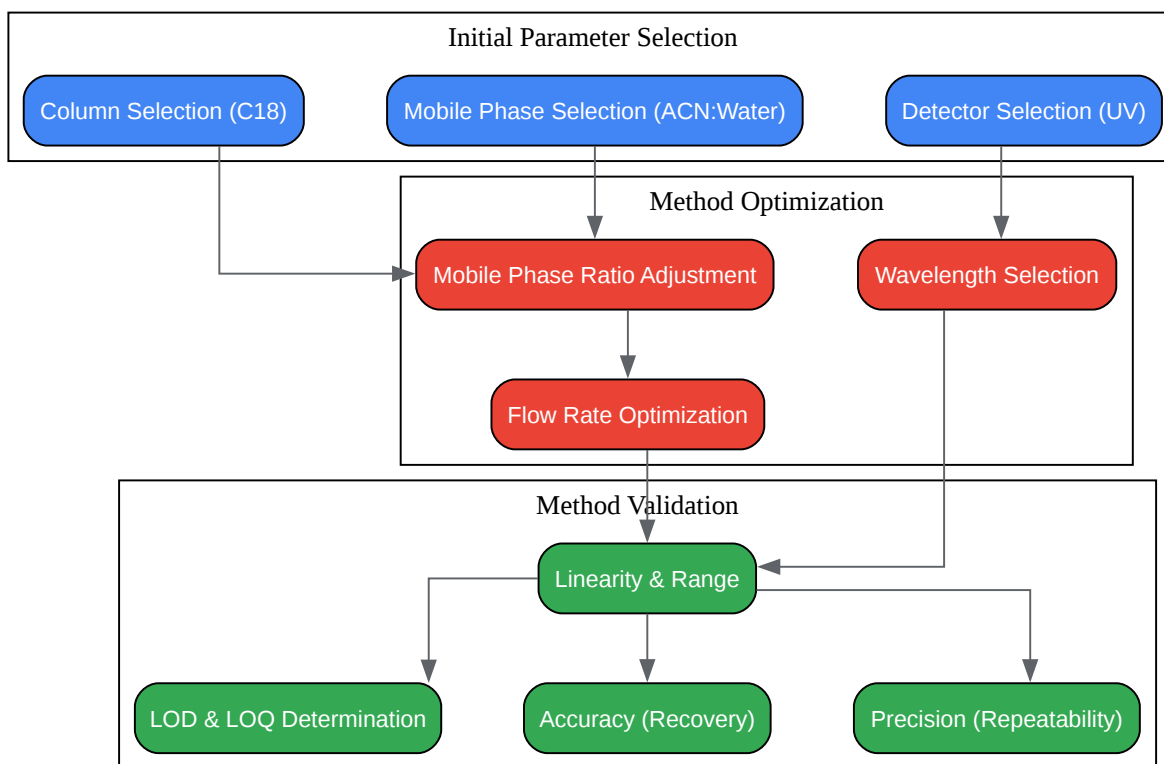 Initial Parameter Selection
Column Selection (C18)
Mobile Phase Selection (ACN:Water)
Detector Selection (UV)
Method Optimization
Mobile Phase Ratio Adjustment
Wavelength Selection
Flow Rate Optimization
Method Validation
Linearity & Range
LOD & LOQ Determination
Accuracy (Recovery)
Precision (Repeatability)